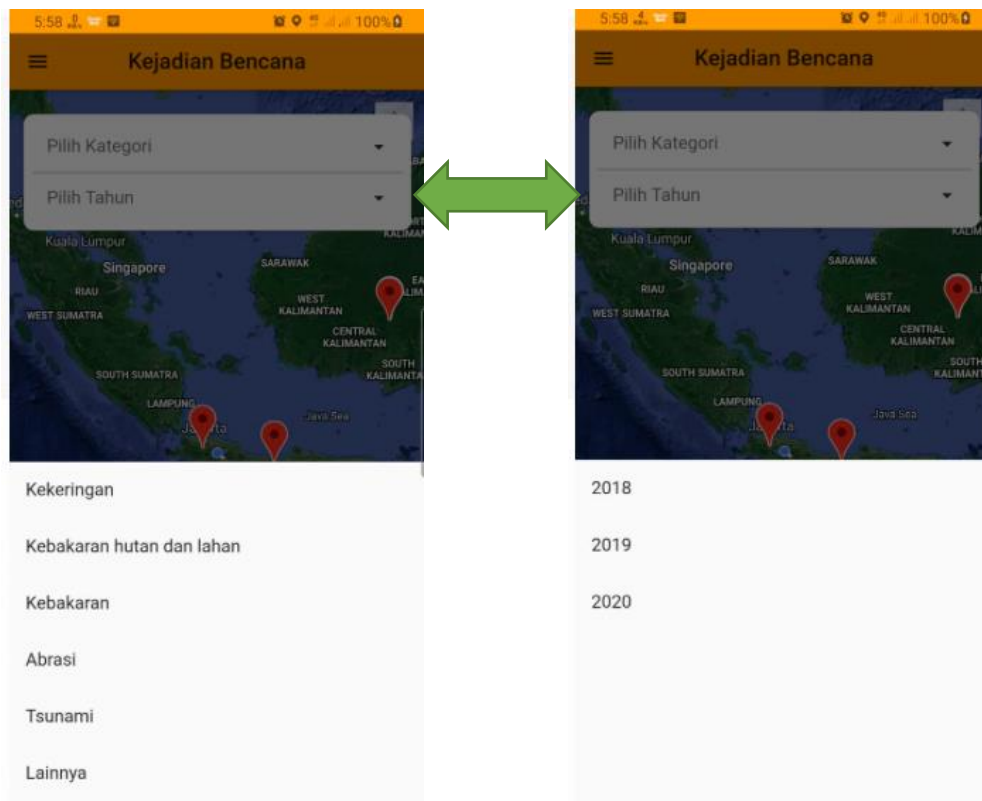 5:58 100%
Kejadian Bencana
Pilih Kategori
Pilih Tahun
Kuala Lumpur
Singapore
SARAWAK
RIAU
WEST KALIMANTAN
WEST SUMATRA
CENTRAL KALIMANTAN
SOUTH SUMATRA
SOUTH
LAMPUNG
Java Sea
Kekeringan
Kebakaran hutan dan lahan
Kebakaran
Abrasi
Tsunami
Lainnya
5:58 100%
Kejadian Bencana
Pilih Kategori
Pilih Tahun
Kuala Lumpur
Singapore
SARAWAK
RIAU
WEST KALIMANTAN
WEST SUMATRA
CENTRAL KALIMANTAN
SOUTH SUMATRA
SOUTH
LAMPUNG
Java Sea
2018
2019
2020